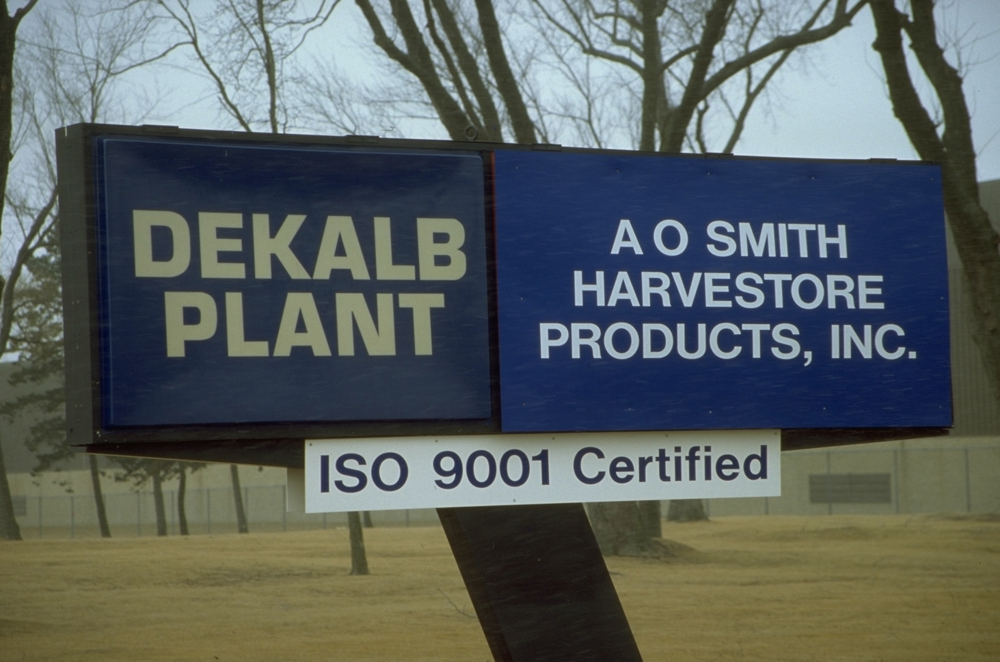 DEKALB
PLANT
A O SMITH
HARVESTORE
PRODUCTS, INC.
ISO 9001 Certified